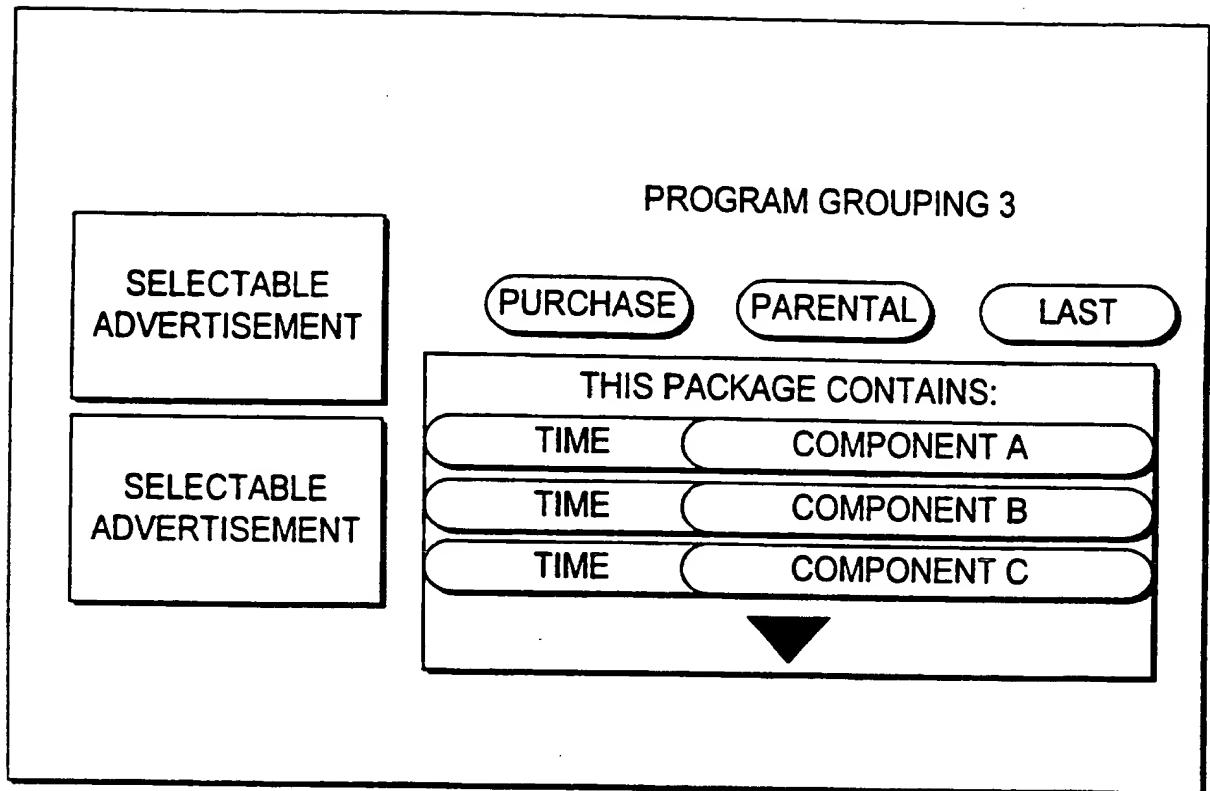 PROGRAM GROUPING 3
SELECTABLE
ADVERTISEMENT
SELECTABLE
ADVERTISEMENT
PURCHASE PARENTAL LAST
THIS PACKAGE CONTAINS:
TIME COMPONENT A
TIME COMPONENT B
TIME COMPONENT C